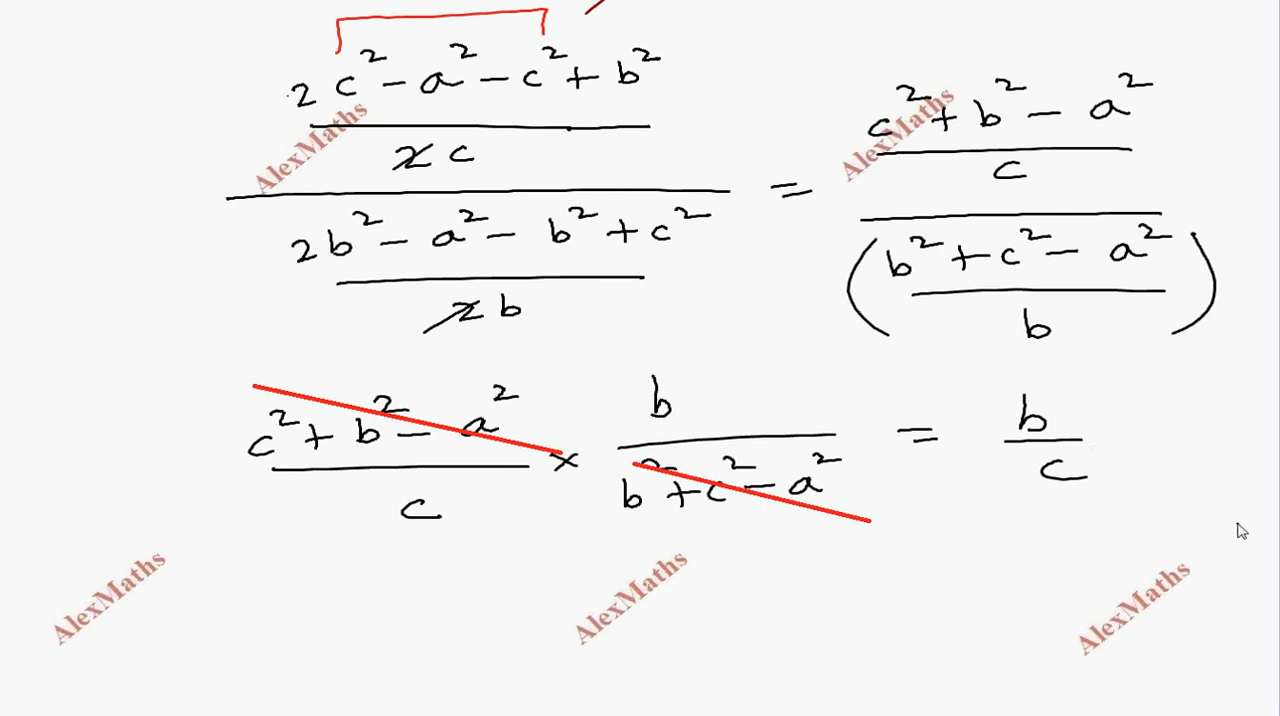 2c² - a² - c² + b²
2c
2b² - a² - b² + c²
2b
=
c² + b² - a²
c
(b² + c² - a²
b)
c² + b² - a²
c
×
b
b² + c² - a²
=
b
c
AlexMaths
AlexMaths
AlexMaths
AlexMaths
AlexMaths